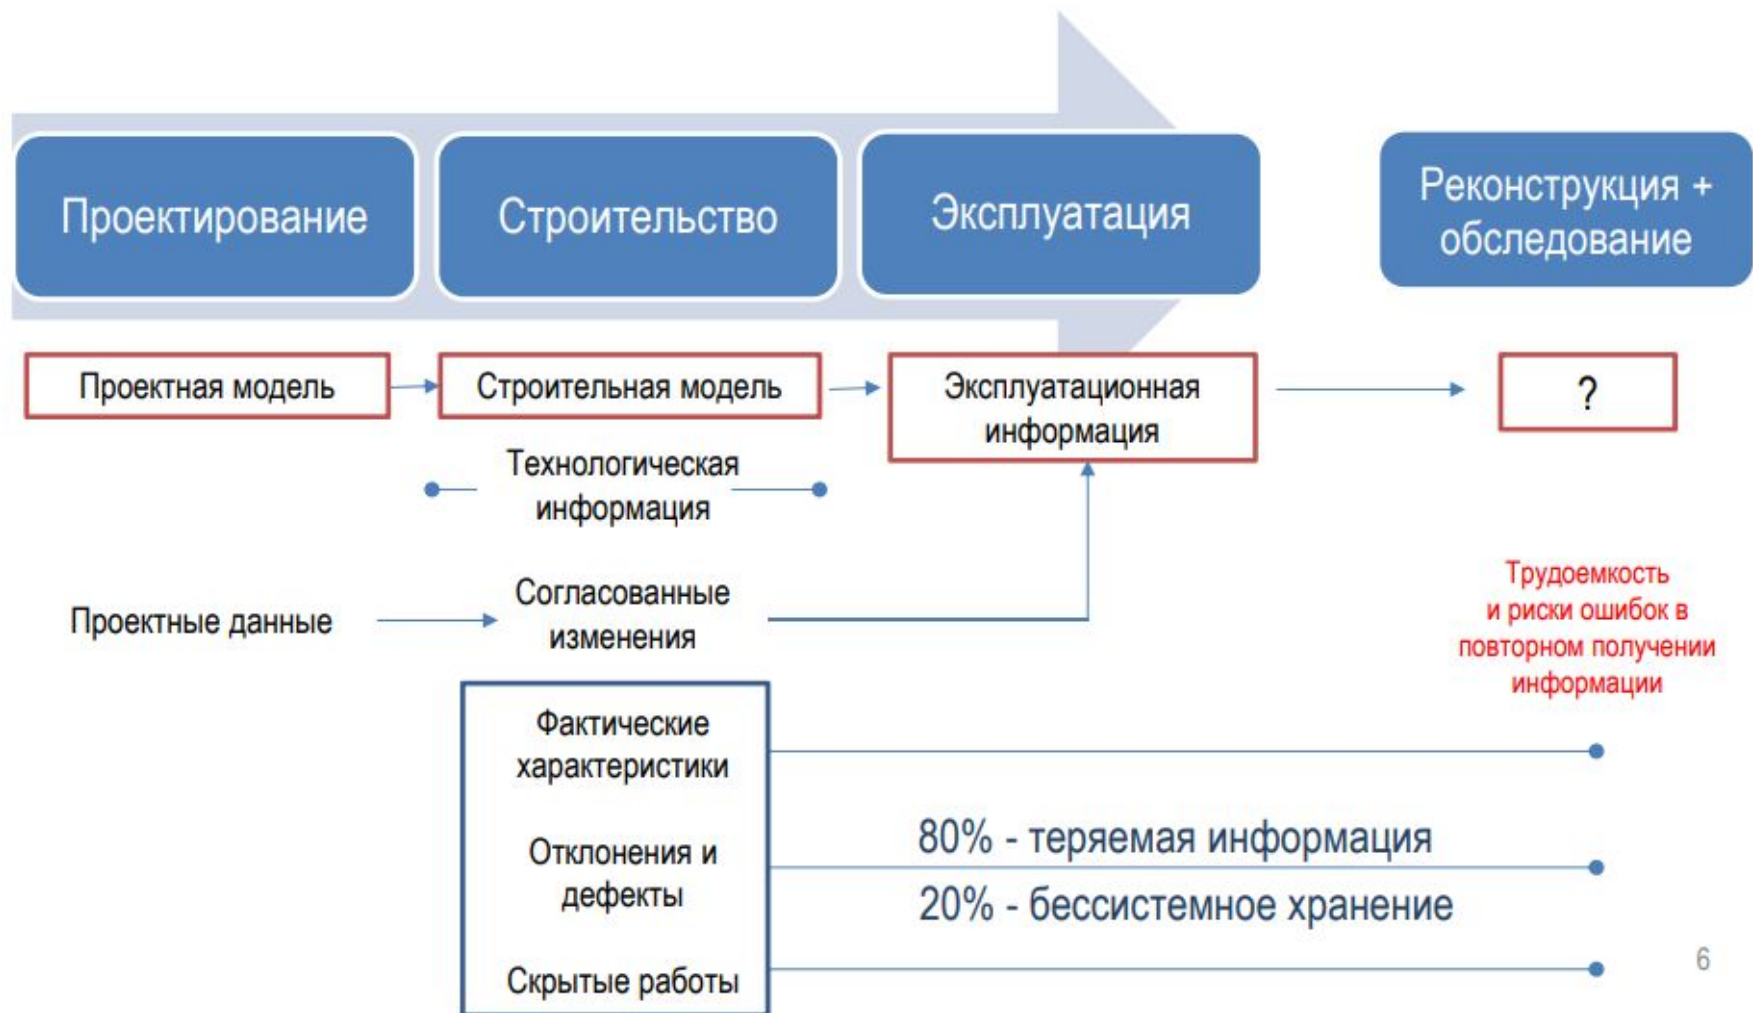 Проектирование
Строительство
Эксплуатация
Реконструкция +
обследование
Проектная модель
Строительная модель
Эксплуатационная
информация
?
Технологическая
информация
Проектные данные
Согласованные
изменения
Трудоемкость
и риски ошибок в
повторном получении
информации
Фактические
характеристики
Отклонения и
дефекты
Скрытые работы
80% - теряемая информация
20% - бессистемное хранение
6